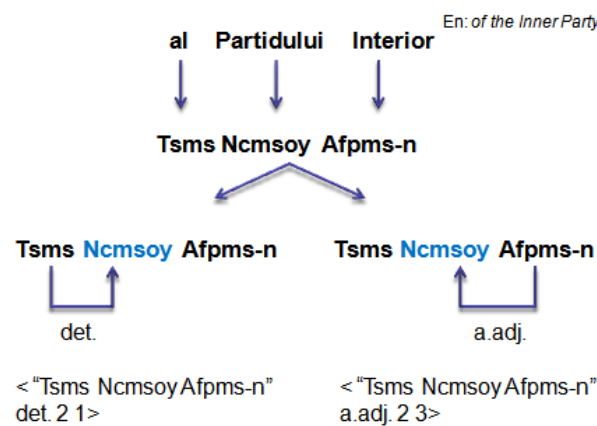 En: of the Inner Party
al Partidului Interior
Tsms Ncmsoy Afpms-n
Tsms Ncmsoy Afpms-n
det.
< “Tsms Ncmsoy Afpms-n”
det. 2 1>
Tsms Ncmsoy Afpms-n
a.adj.
< “Tsms Ncmsoy Afpms-n”
a.adj. 2 3>